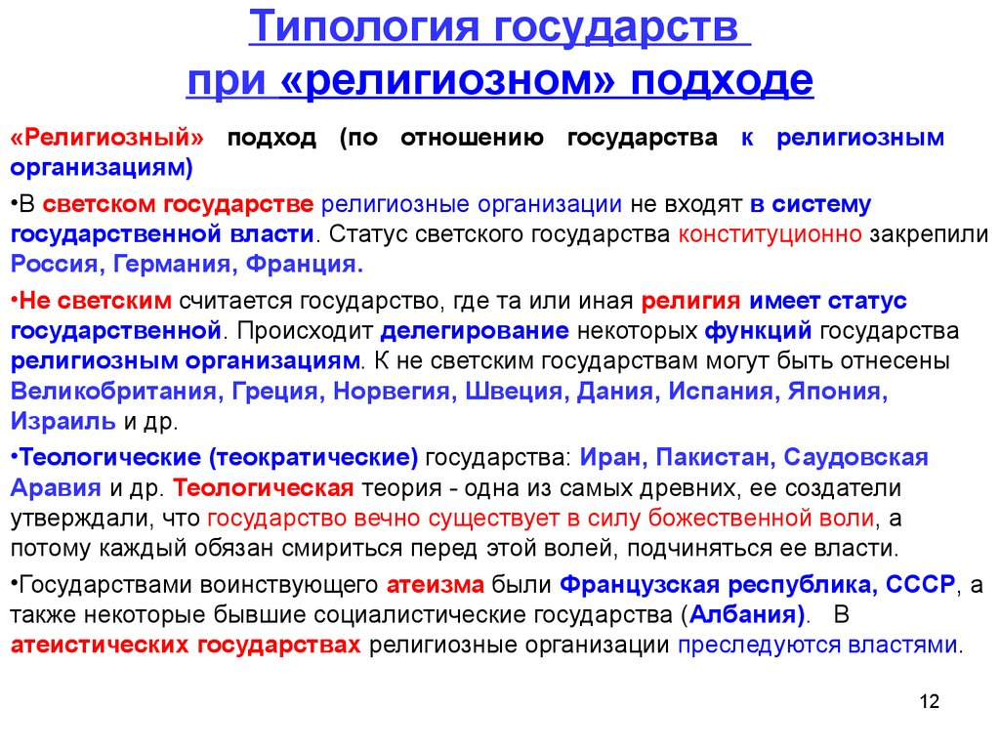 Типология государств
при «религиозном» подходе
«Религиозный» подход (по отношению государства к религиозным
организациям)
•В светском государстве религиозные организации не входят в систему
государственной власти. Статус светского государства конституционно закрепили
Россия, Германия, Франция.
•Не светским считается государство, где та или иная религия имеет статус
государственной. Происходит делегирование некоторых функций государства
религиозным организациям. К не светским государствам могут быть отнесены
Великобритания, Греция, Норвегия, Швеция, Дания, Испания, Япония,
Израиль и др.
•Теологические (теократические) государства: Иран, Пакистан, Саудовская
Аравия и др. Теологическая теория - одна из самых древних, ее создатели
утверждали, что государство вечно существует в силу божественной воли, а
потому каждый обязан смириться перед этой волей, подчиняться ее власти.
•Государствами воинствующего атеизма были Французская республика, СССР, а
также некоторые бывшие социалистические государства (Албания). В
атеистических государствах религиозные организации преследуются властями.
12